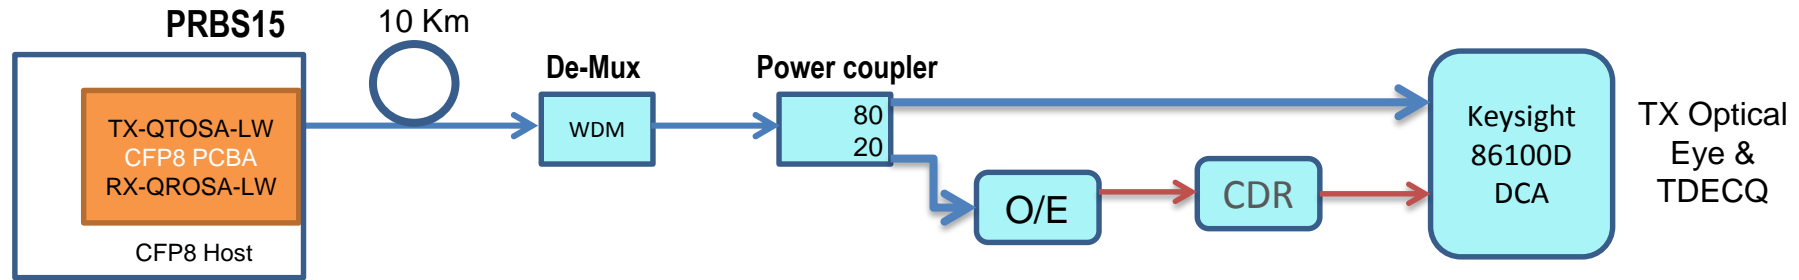 PRBS15
10 Km
TX-QTOSA-LW
CFP8 PCBA
RX-QROSA-LW
CFP8 Host
De-Mux
WDM
Power coupler
80
20
O/E
CDR
Keysight
86100D
DCA
TX Optical
Eye &
TDECQ